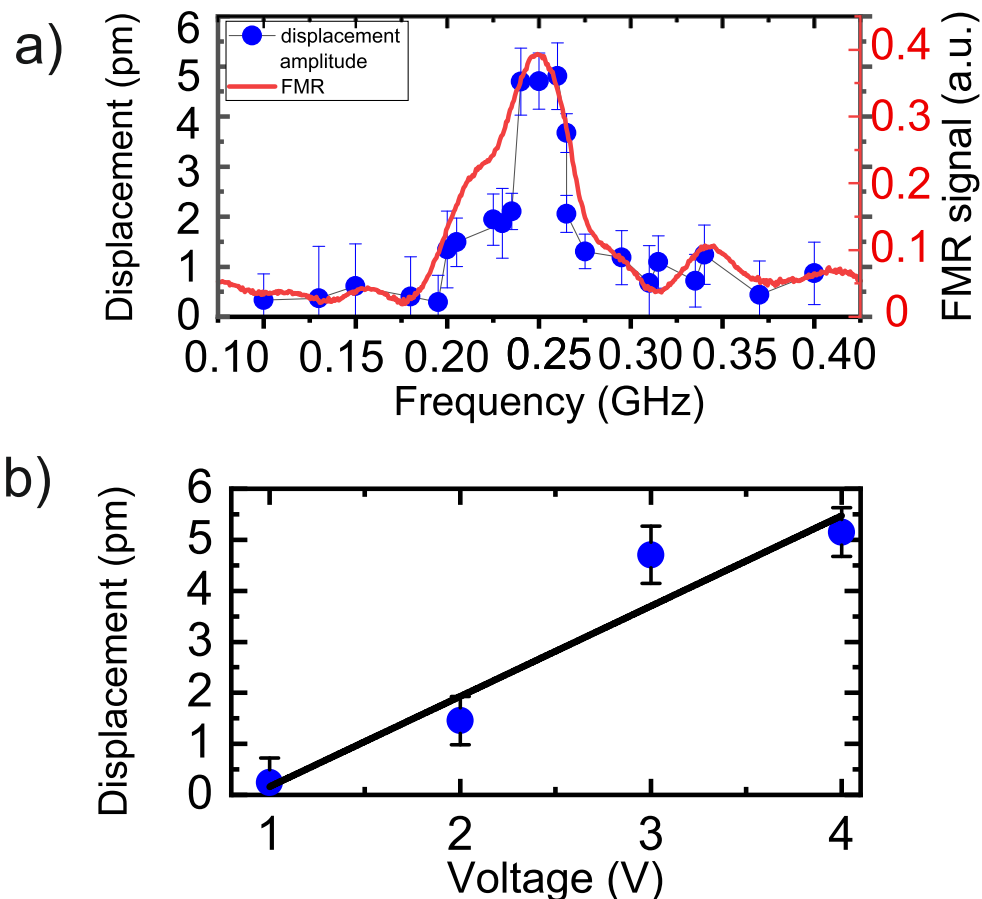 a)
Displacement (pm)
6
5
4
3
2
1
0
displacement
amplitude
FMR
0.4
0.3
0.2
0.1
0
FMR signal (a.u.)
0.10 0.15 0.20 0.25 0.30 0.35 0.40
Frequency (GHz)
b)
Displacement (pm)
6
5
4
3
2
1
0
1 2 3 4
Voltage (V)